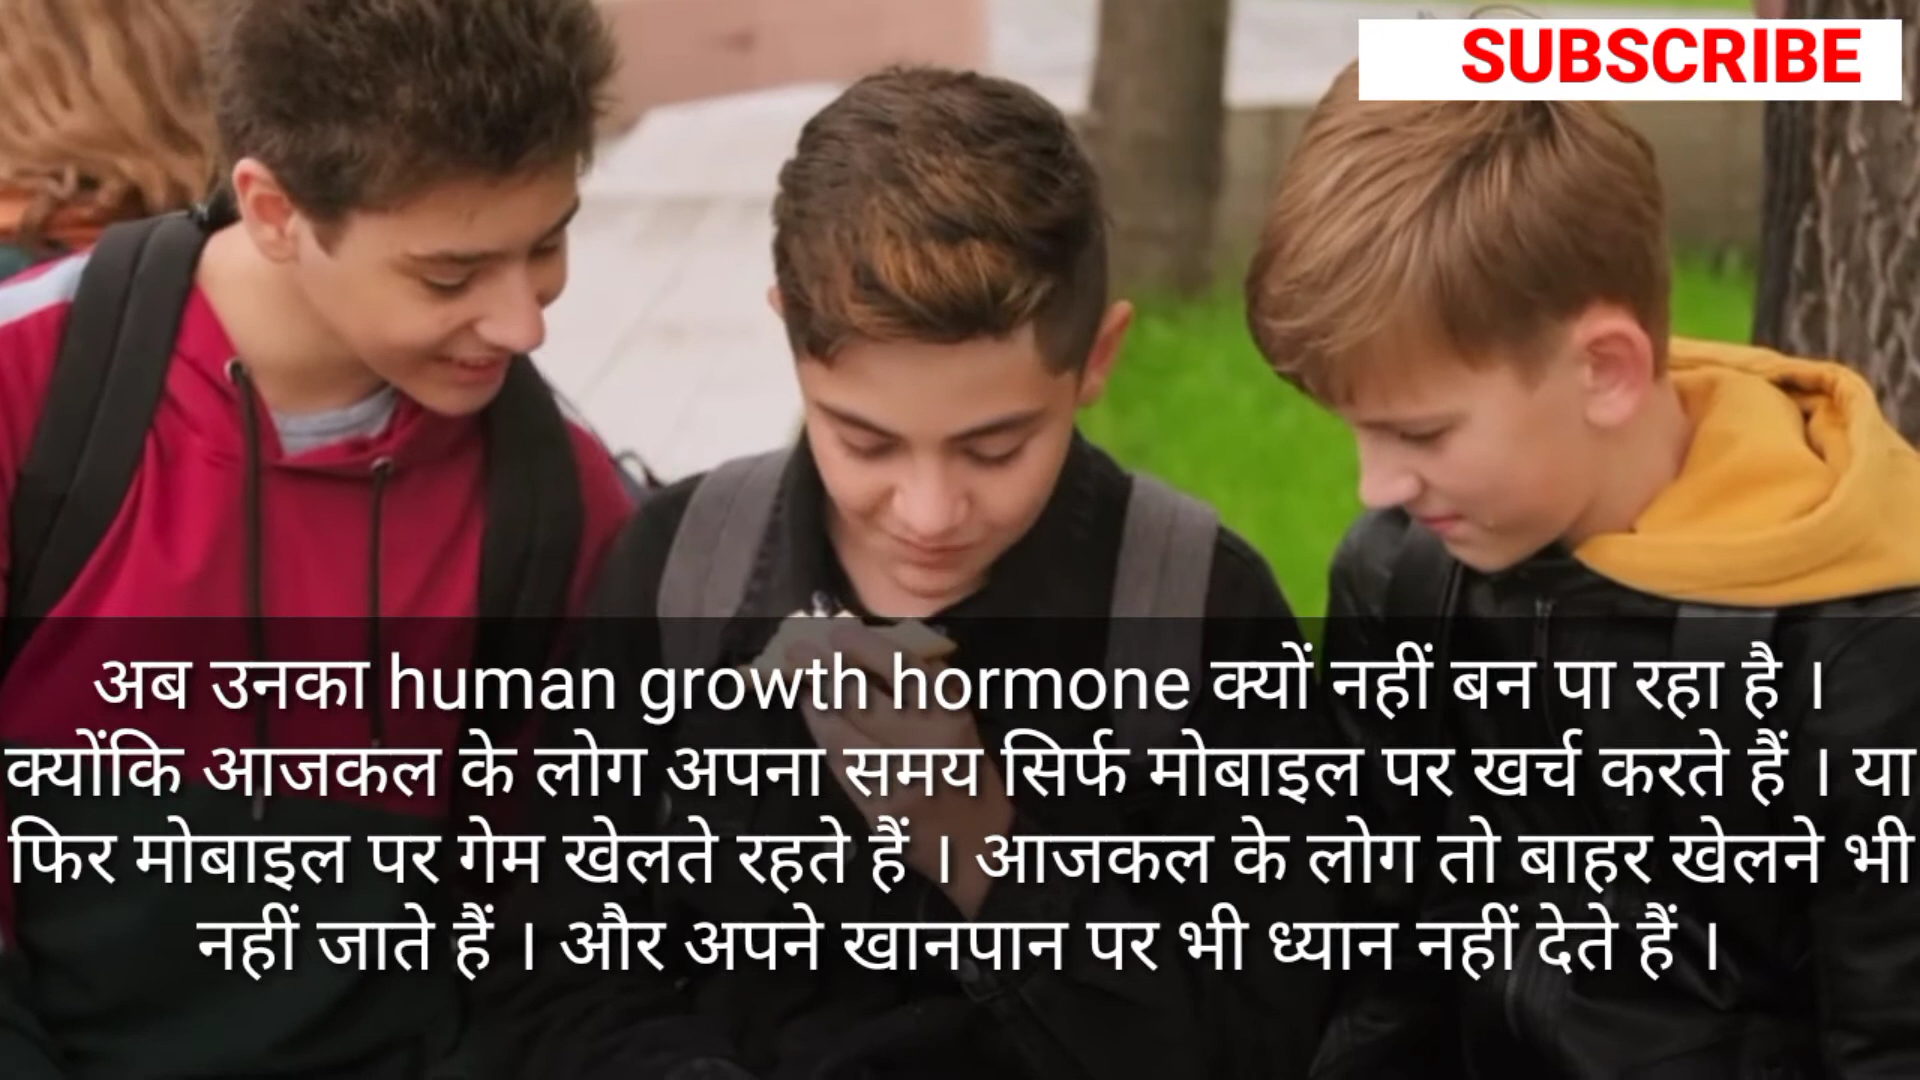 SUBSCRIBE
अब उनका human growth hormone क्यों नहीं बन पा रहा है ।
क्योंकि आजकल के लोग अपना समय सिर्फ मोबाइल पर खर्च करते हैं । या
फिर मोबाइल पर गेम खेलते रहते हैं । आजकल के लोग तो बाहर खेलने भी
नहीं जाते हैं । और अपने खानपान पर भी ध्यान नहीं देते हैं ।